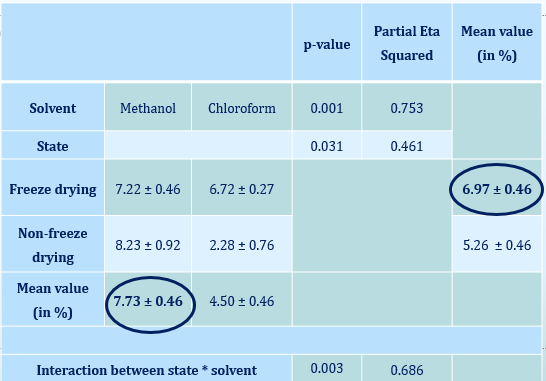 p-value
Partial Eta
Squared
Mean value
(in %)
Solvent Methanol Chloroform 0.001 0.753
State 0.031 0.461
Freeze drying 7.22 ± 0.46 6.72 ± 0.27 6.97 ± 0.46
Non-freeze
drying 8.23 ± 0.92 2.28 ± 0.76 5.26 ± 0.46
Mean value
(in %) 7.73 ± 0.46 4.50 ± 0.46
Interaction between state * solvent 0.003 0.686